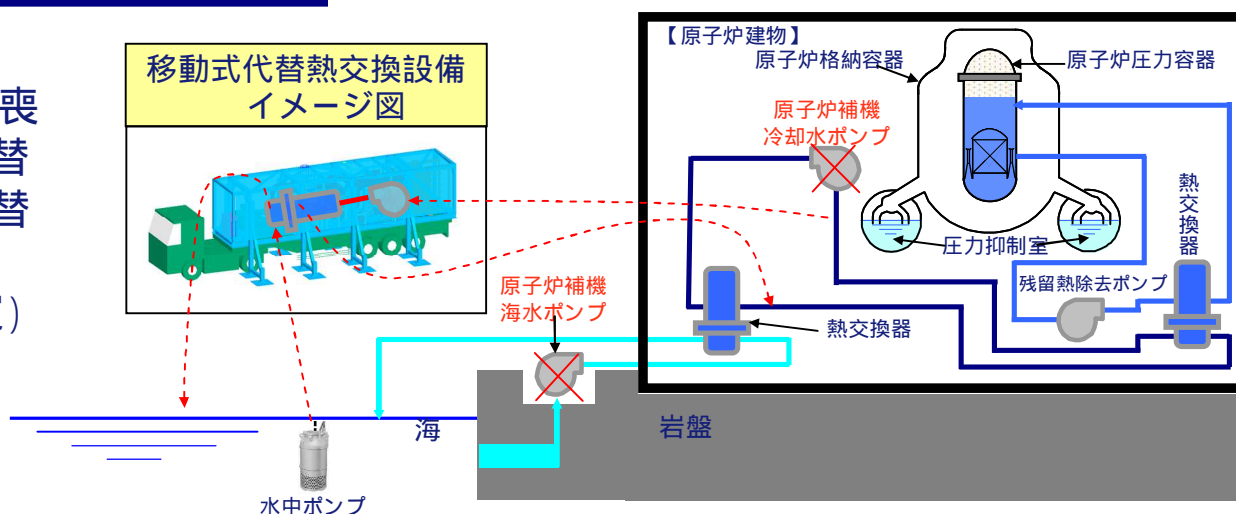 移動式代替熱交換設備
イメージ図
喪
替
替
【原子炉建物】
原子炉格納容器
原子炉圧力容器
原子炉補機
冷却水ポンプ
熱交換器
圧力抑制室
残留熱除去ポンプ
原子炉補機
海水ポンプ
熱交換器
海
岩盤
水中ポンプ